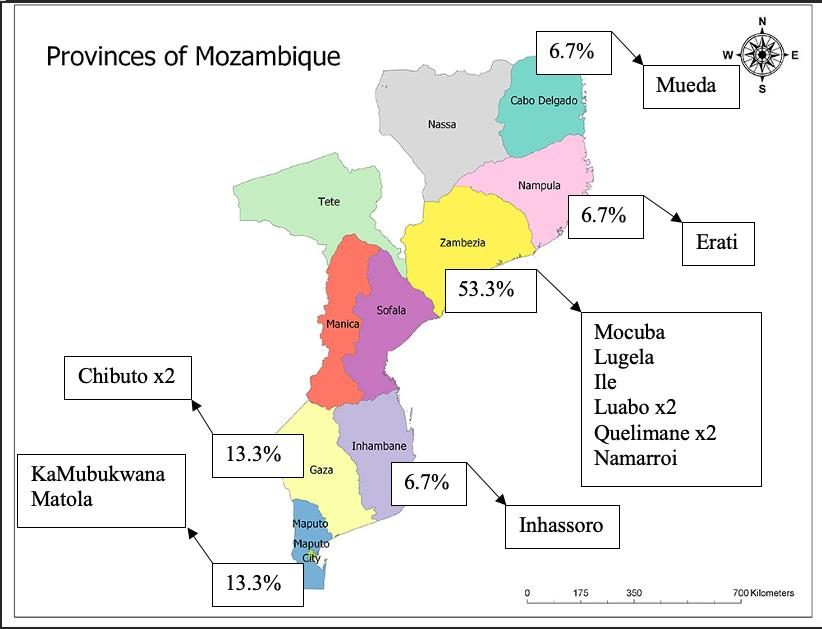 Provinces of Mozambique
N
W
E
S
6.7%
Mueda
Cabo Delgado
Nassa
Nampula
6.7%
Erati
Tete
Zambezia
53.3%
Mocuba
Lugela
Ile
Luabo x2
Quelimane x2
Namarroi
Manica
Sofala
Chibuto x2
13.3%
Gaza
Inhambane
6.7%
Inhassoro
KaMubukwana
Matola
Maputo
Maputo
City
13.3%
0 175 350 700 Kilometers